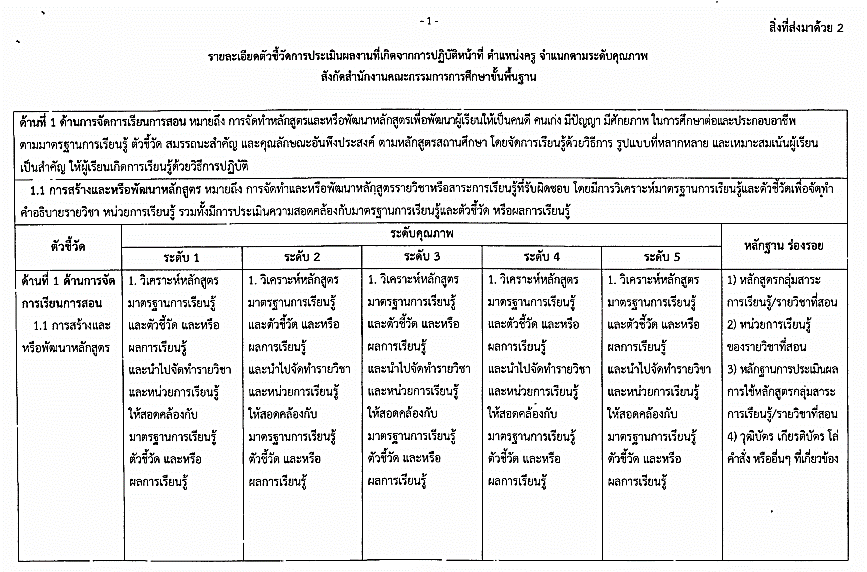 - 1 -
สิ่งที่ส่งมาด้วย 2
รายละเอียดตัวชี้วัดการประเมินผลงานที่เกิดจากการปฏิบัติหน้าที่ ตำแหน่งครู จำแนกตามระดับคุณภาพ
สังกัดสำนักงานคณะกรรมการการศึกษาขั้นพื้นฐาน
ด้านที่ 1 ด้านการจัดการเรียนการสอน หมายถึง การจัดทำหลักสูตรและหรือพัฒนาหลักสูตรเพื่อพัฒนาผู้เรียนให้เป็นคนดี คนเก่ง มีปัญญา มีศักยภาพ ในการศึกษาต่อและประกอบอาชีพ
ตามมาตรฐานการเรียนรู้ ตัวชี้วัด สมรรถนะสำคัญ และคุณลักษณะอันพึงประสงค์ ตามหลักสูตรสถานศึกษา โดยจัดการเรียนรู้ด้วยวิธีการ รูปแบบที่หลากหลาย และเหมาะสมเน้นผู้เรียน
เป็นสำคัญ ให้ผู้เรียนเกิดการเรียนรู้ด้วยวิธีการปฏิบัติ
1.1 การสร้างและหรือพัฒนาหลักสูตร หมายถึง การจัดทำและหรือพัฒนาหลักสูตรรายวิชาหรือสาระการเรียนรู้ที่รับผิดชอบ โดยมีการวิเคราะห์มาตรฐานการเรียนรู้และตัวชี้วัดเพื่อจัดทำ
คำอธิบายรายวิชา หน่วยการเรียนรู้ รวมทั้งมีการประเมินความสอดคล้องกับมาตรฐานการเรียนรู้และตัวชี้วัด หรือผลการเรียนรู้
ตัวชี้วัด
ระดับคุณภาพ
หลักฐาน ร่องรอย
ระดับ 1
ระดับ 2
ระดับ 3
ระดับ 4
ระดับ 5
ด้านที่ 1 ด้านการจัด
การเรียนการสอน
1.1 การสร้างและ
หรือพัฒนาหลักสูตร
1. วิเคราะห์หลักสูตร
มาตรฐานการเรียนรู้
และตัวชี้วัด และหรือ
ผลการเรียนรู้
และนำไปจัดทำรายวิชา
และหน่วยการเรียนรู้
ให้สอดคล้องกับ
มาตรฐานการเรียนรู้
ตัวชี้วัด และหรือ
ผลการเรียนรู้
1. วิเคราะห์หลักสูตร
มาตรฐานการเรียนรู้
และตัวชี้วัด และหรือ
ผลการเรียนรู้
และนำไปจัดทำรายวิชา
และหน่วยการเรียนรู้
ให้สอดคล้องกับ
มาตรฐานการเรียนรู้
ตัวชี้วัด และหรือ
ผลการเรียนรู้
1. วิเคราะห์หลักสูตร
มาตรฐานการเรียนรู้
และตัวชี้วัด และหรือ
ผลการเรียนรู้
และนำไปจัดทำรายวิชา
และหน่วยการเรียนรู้
ให้สอดคล้องกับ
มาตรฐานการเรียนรู้
ตัวชี้วัด และหรือ
ผลการเรียนรู้
1. วิเคราะห์หลักสูตร
มาตรฐานการเรียนรู้
และตัวชี้วัด และหรือ
ผลการเรียนรู้
และนำไปจัดทำรายวิชา
และหน่วยการเรียนรู้
ให้สอดคล้องกับ
มาตรฐานการเรียนรู้
ตัวชี้วัด และหรือ
ผลการเรียนรู้
1. วิเคราะห์หลักสูตร
มาตรฐานการเรียนรู้
และตัวชี้วัด และหรือ
ผลการเรียนรู้
และนำไปจัดทำรายวิชา
และหน่วยการเรียนรู้
ให้สอดคล้องกับ
มาตรฐานการเรียนรู้
ตัวชี้วัด และหรือ
ผลการเรียนรู้
1) หลักสูตรกลุ่มสาระ
การเรียนรู้/รายวิชาที่สอน
2) หน่วยการเรียนรู้
ของรายวิชาที่สอน
3) หลักฐานการประเมินผล
การใช้หลักสูตรกลุ่มสาระ
การเรียนรู้/รายวิชาที่สอน
4) วุฒิบัตร เกียรติบัตร โล่
คำสั่ง หรืออื่นๆ ที่เกี่ยวข้อง